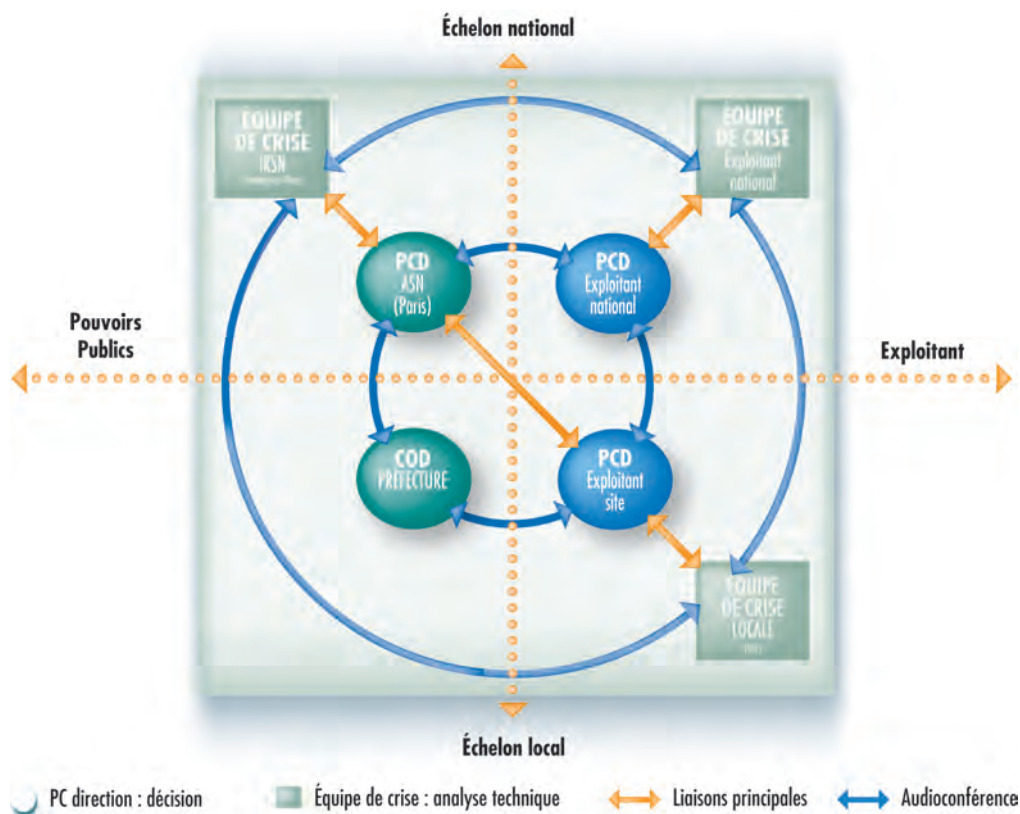 Échelon national
ÉQUIPE
DE CRISE
IRSN
ÉQUIPE
DE CRISE
Exploitant
national
PCD
ASN
(Paris)
PCD
Exploitant
national
Pouvoirs
Publics
Exploitant
COD
PRÉFECTURE
PCD
Exploitant
site
ÉQUIPE
DE CRISE
LOCALE
Échelon local
PC direction : décision
Équipe de crise : analyse technique
Liaisons principales
Audioconférence